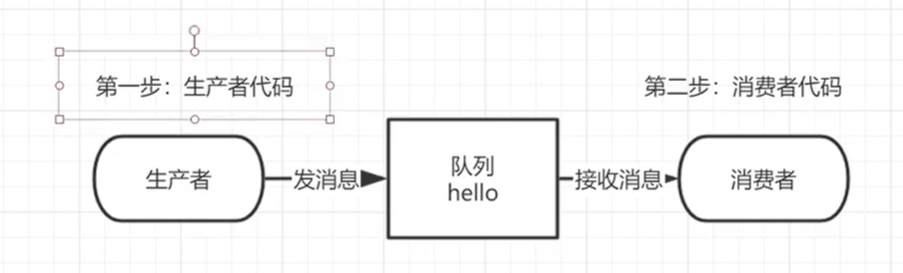 第一步：生产者代码
第二步：消费者代码
生产者
发消息
队列
hello
接收消息
消费者